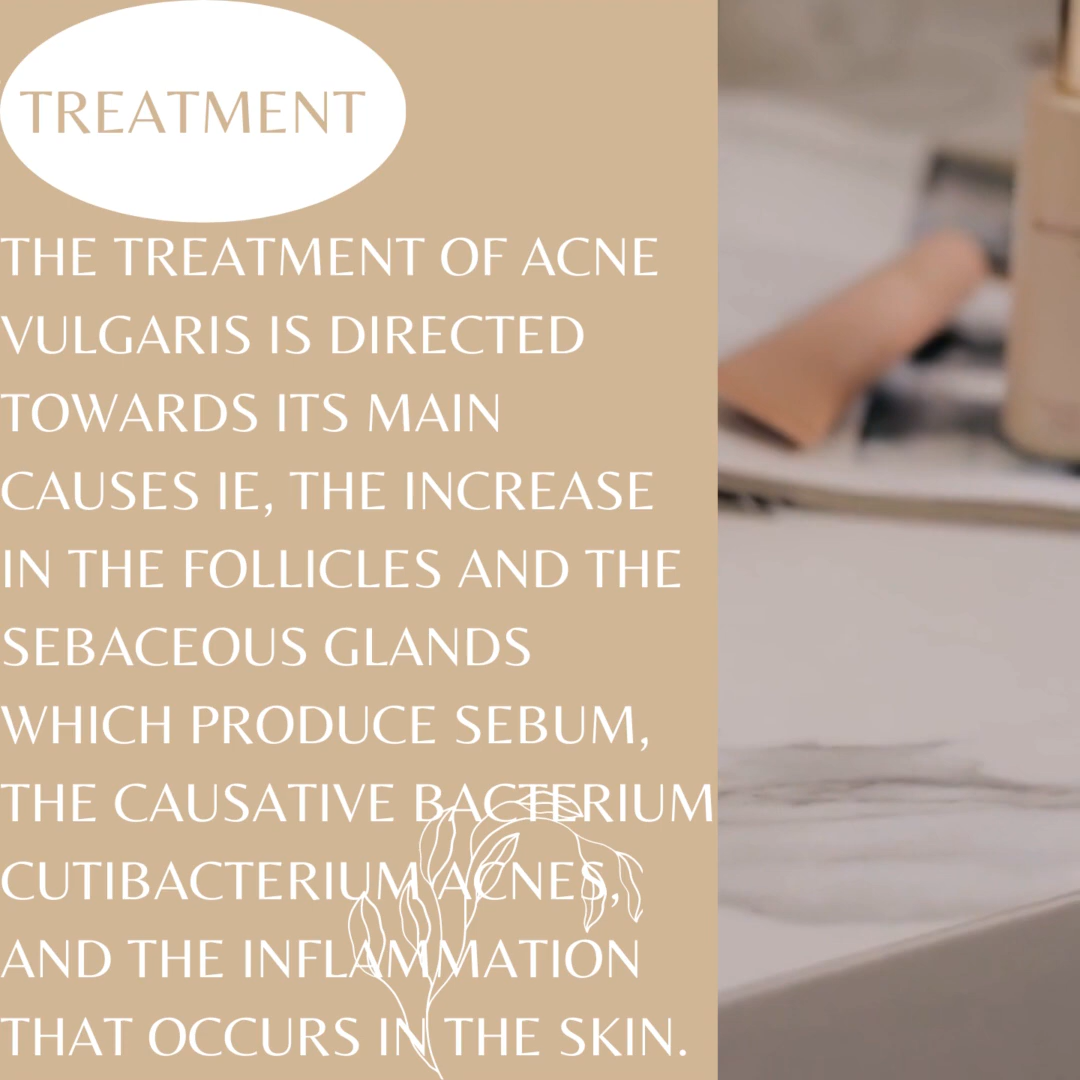 TREATMENT
THE TREATMENT OF ACNE
VULGARIS IS DIRECTED
TOWARDS ITS MAIN
CAUSES IE, THE INCREASE
IN THE FOLLICLES AND THE
SEBACEOUS GLANDS
WHICH PRODUCE SEBUM,
THE CAUSATIVE BACTERIUM
CUTIBACTERIUM ACNES,
AND THE INFLAMMATION
THAT OCCURS IN THE SKIN.